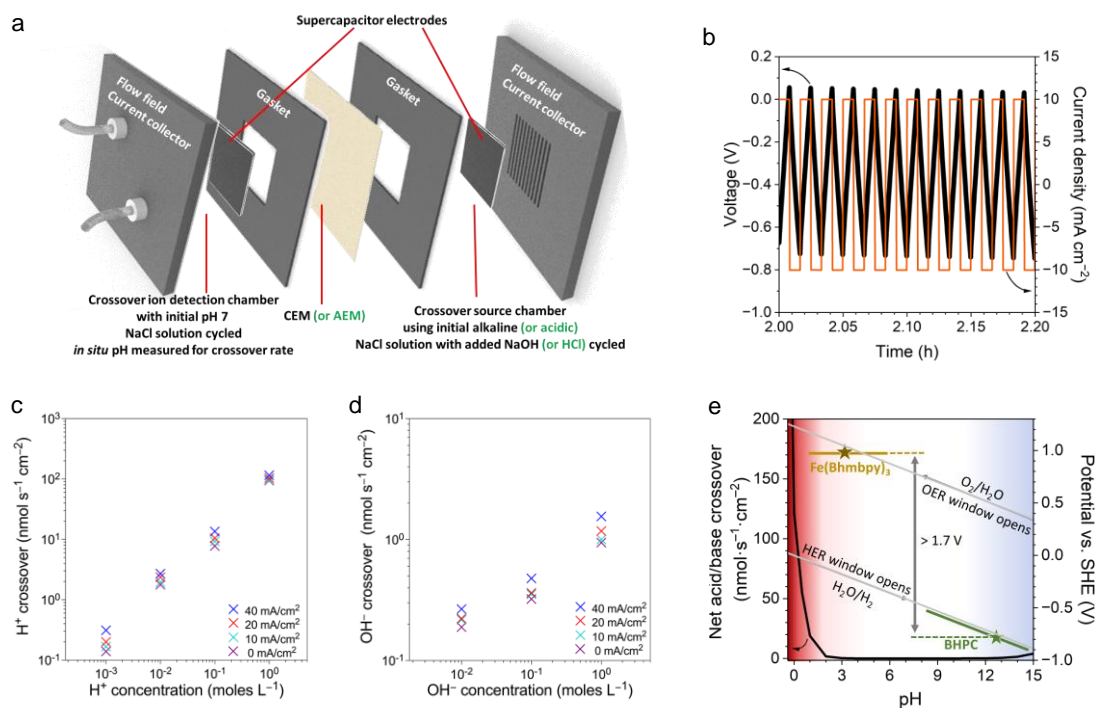 a
Supercapacitor electrodes
Flow field
Current collector
Gasket
Gasket
Flow field
Current collector
Crossover ion detection chamber
with initial pH 7
NaCl solution cycled
in situ pH measured for crossover rate
CEM (or AEM)
Crossover source chamber
using initial alkaline (or acidic)
NaCl solution with added NaOH (or HCl) cycled
b
Voltage (V)
0.2
0.0
−0.2
−0.4
−0.6
−0.8
−1.0
15
10
5
0
−5
−10
−15
Current density (mA cm⁻²)
2.00 2.05 2.10 2.15 2.20
Time (h)
c
H⁺ crossover (nmol s⁻¹ cm⁻²)
10³
10²
10¹
10⁰
10⁻¹
40 mA/cm²
20 mA/cm²
10 mA/cm²
0 mA/cm²
10⁻³ 10⁻² 10⁻¹ 10⁰
H⁺ concentration (moles L⁻¹)
d
OH⁻ crossover (nmol s⁻¹ cm⁻²)
10¹
10⁰
10⁻¹
40 mA/cm²
20 mA/cm²
10 mA/cm²
0 mA/cm²
10⁻² 10⁻¹ 10⁰
OH⁻ concentration (moles L⁻¹)
e
Net acid/base crossover
(nmol·s⁻¹·cm⁻²)
200
150
100
50
0
Fe(Bhmbpy)₃
O₂/H₂O
OER window opens
> 1.7 V
HER window opens
H₂O/H₂
BHPC
1.0
0.5
0.0
−0.5
−1.0
Potential vs. SHE (V)
0 3 6 9 12 15
pH